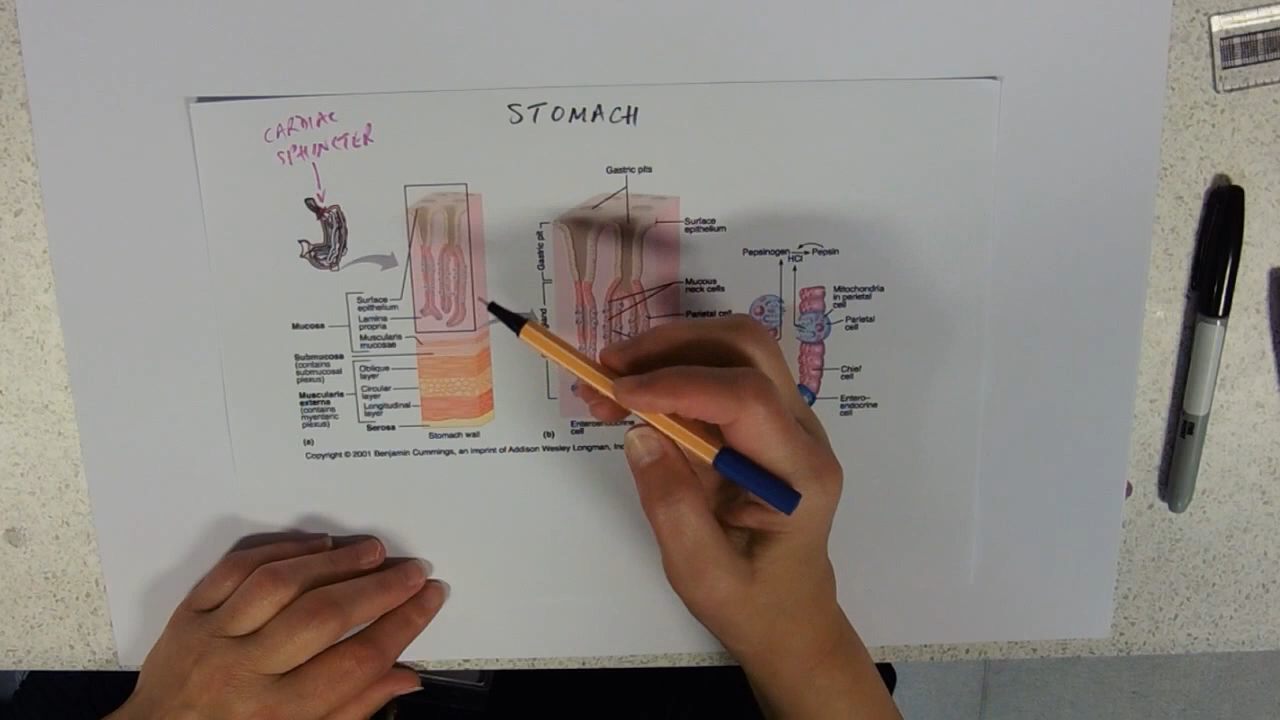 STOMACH
CARDIAC
SPHINCTER
Gastric pits
Surface
epithelium
Gastric pit
Mucous
neck cells
Parietal cell
Pepsinogen
Pepsin
HCl
Mitochondria
in parietal
cell
Parietal
cell
Chief
cell
Entero-
endocrine
cell
Surface
epithelium
Lamina
propria
Muscularis
mucosae
Mucosa
Submucosa
(contains
submucosal
plexus)
Oblique
layer
Circular
layer
Longitudinal
layer
Muscularis
externa
(contains
myenteric
plexus)
Serosa
Stomach wall
(a)
(b)
cell
Copyright © 2001 Benjamin Cummings, an imprint of Addison Wesley Longman, Inc